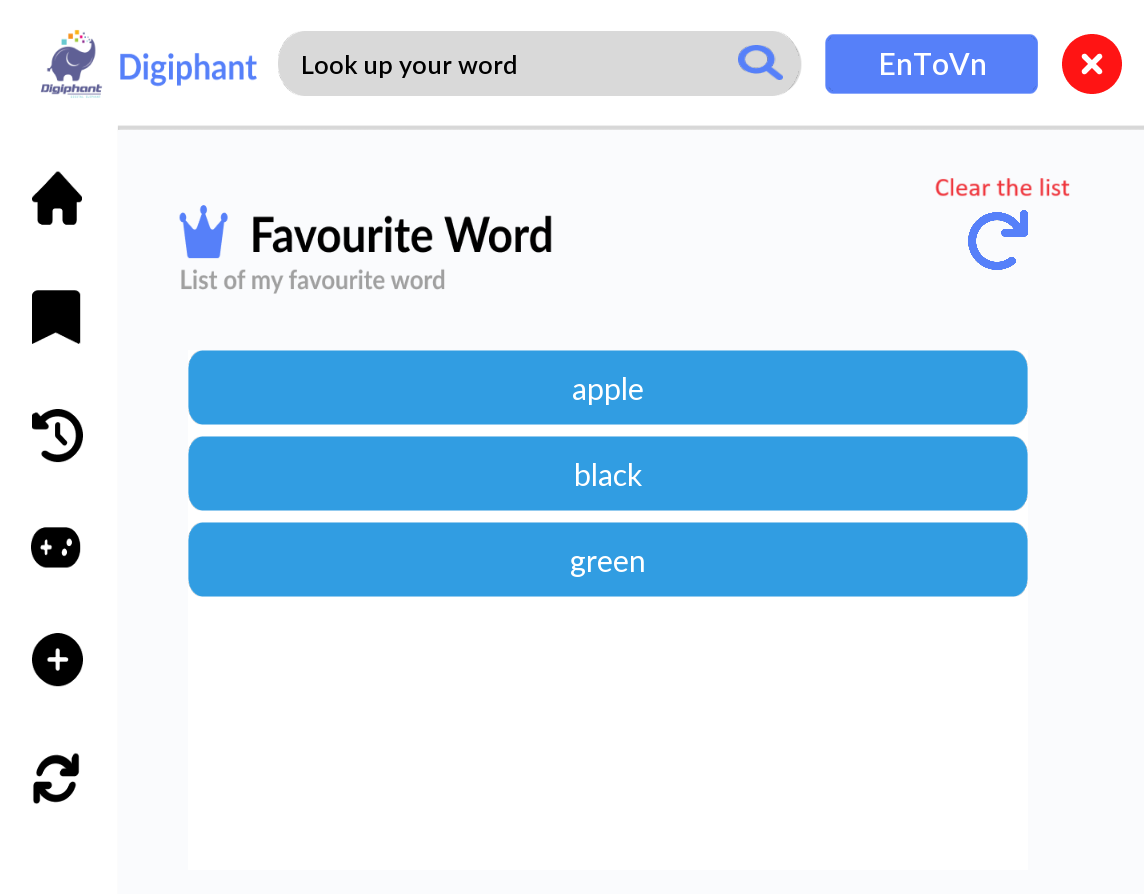 Digiphant
Digiphant
Look up your word
EnToVn
Clear the list
Favourite Word
List of my favourite word
apple
black
green